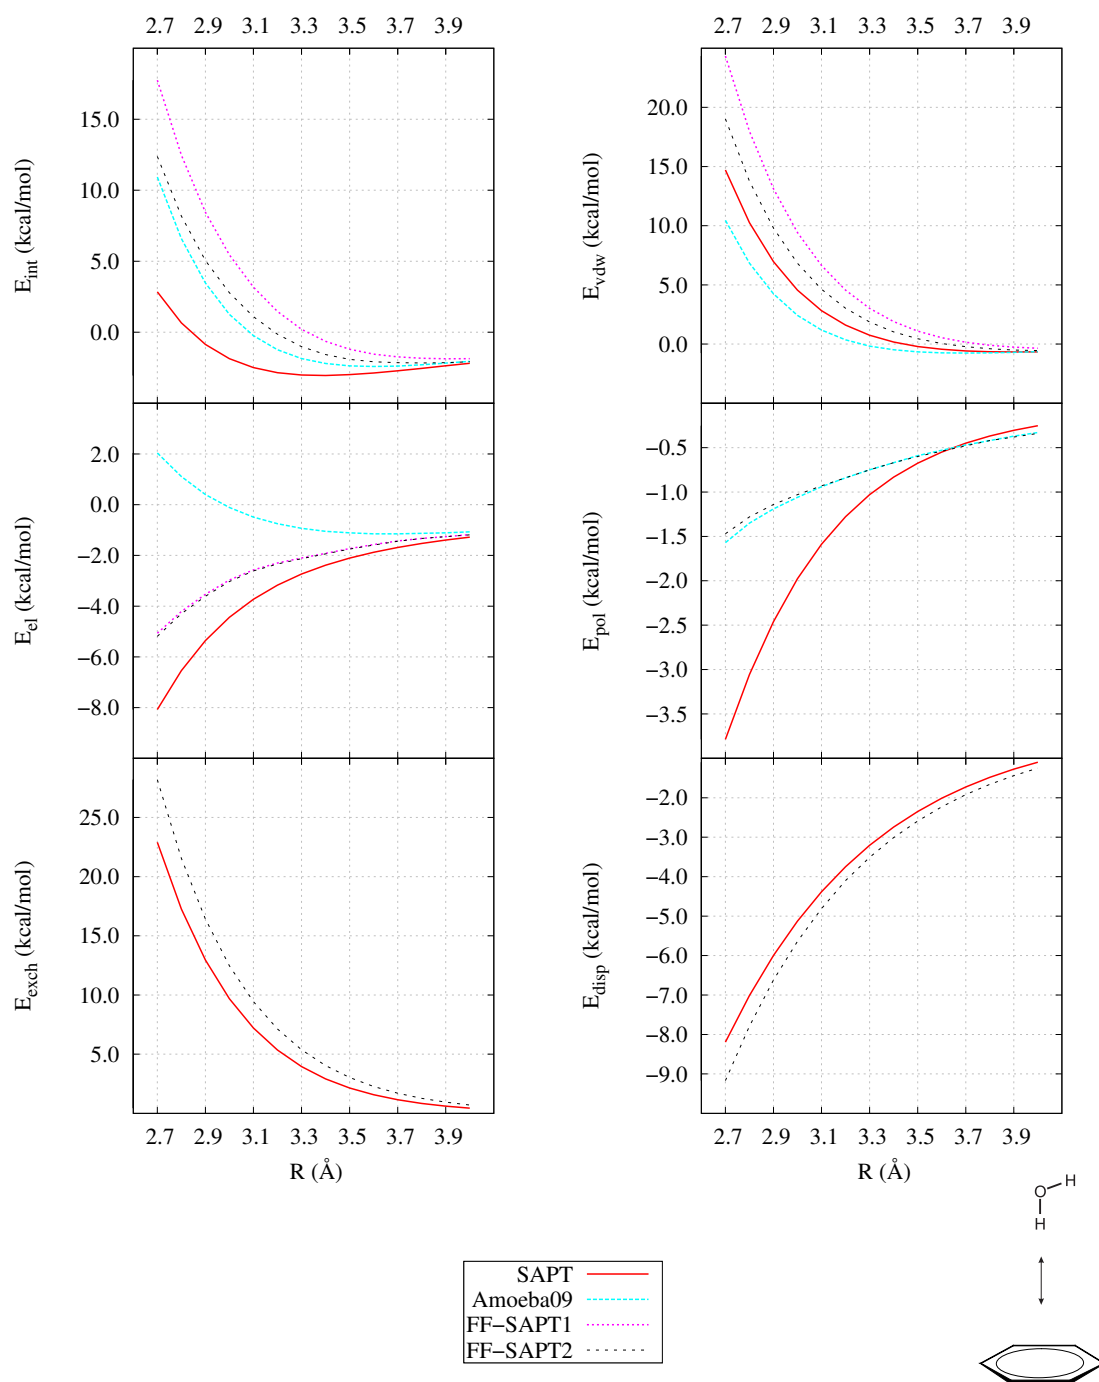 2.7 2.9 3.1 3.3 3.5 3.7 3.9
15.0
10.0
5.0
0.0
E_int (kcal/mol)
2.7 2.9 3.1 3.3 3.5 3.7 3.9
20.0
15.0
10.0
5.0
0.0
E_vdw (kcal/mol)
2.0
0.0
−2.0
−4.0
−6.0
−8.0
E_el (kcal/mol)
−0.5
−1.0
−1.5
−2.0
−2.5
−3.0
−3.5
E_pol (kcal/mol)
25.0
20.0
15.0
10.0
5.0
E_exch (kcal/mol)
2.7 2.9 3.1 3.3 3.5 3.7 3.9
R (Å)
−2.0
−3.0
−4.0
−5.0
−6.0
−7.0
−8.0
−9.0
E_disp (kcal/mol)
2.7 2.9 3.1 3.3 3.5 3.7 3.9
R (Å)
H
O
H
SAPT
Amoeba09
FF−SAPT1
FF−SAPT2